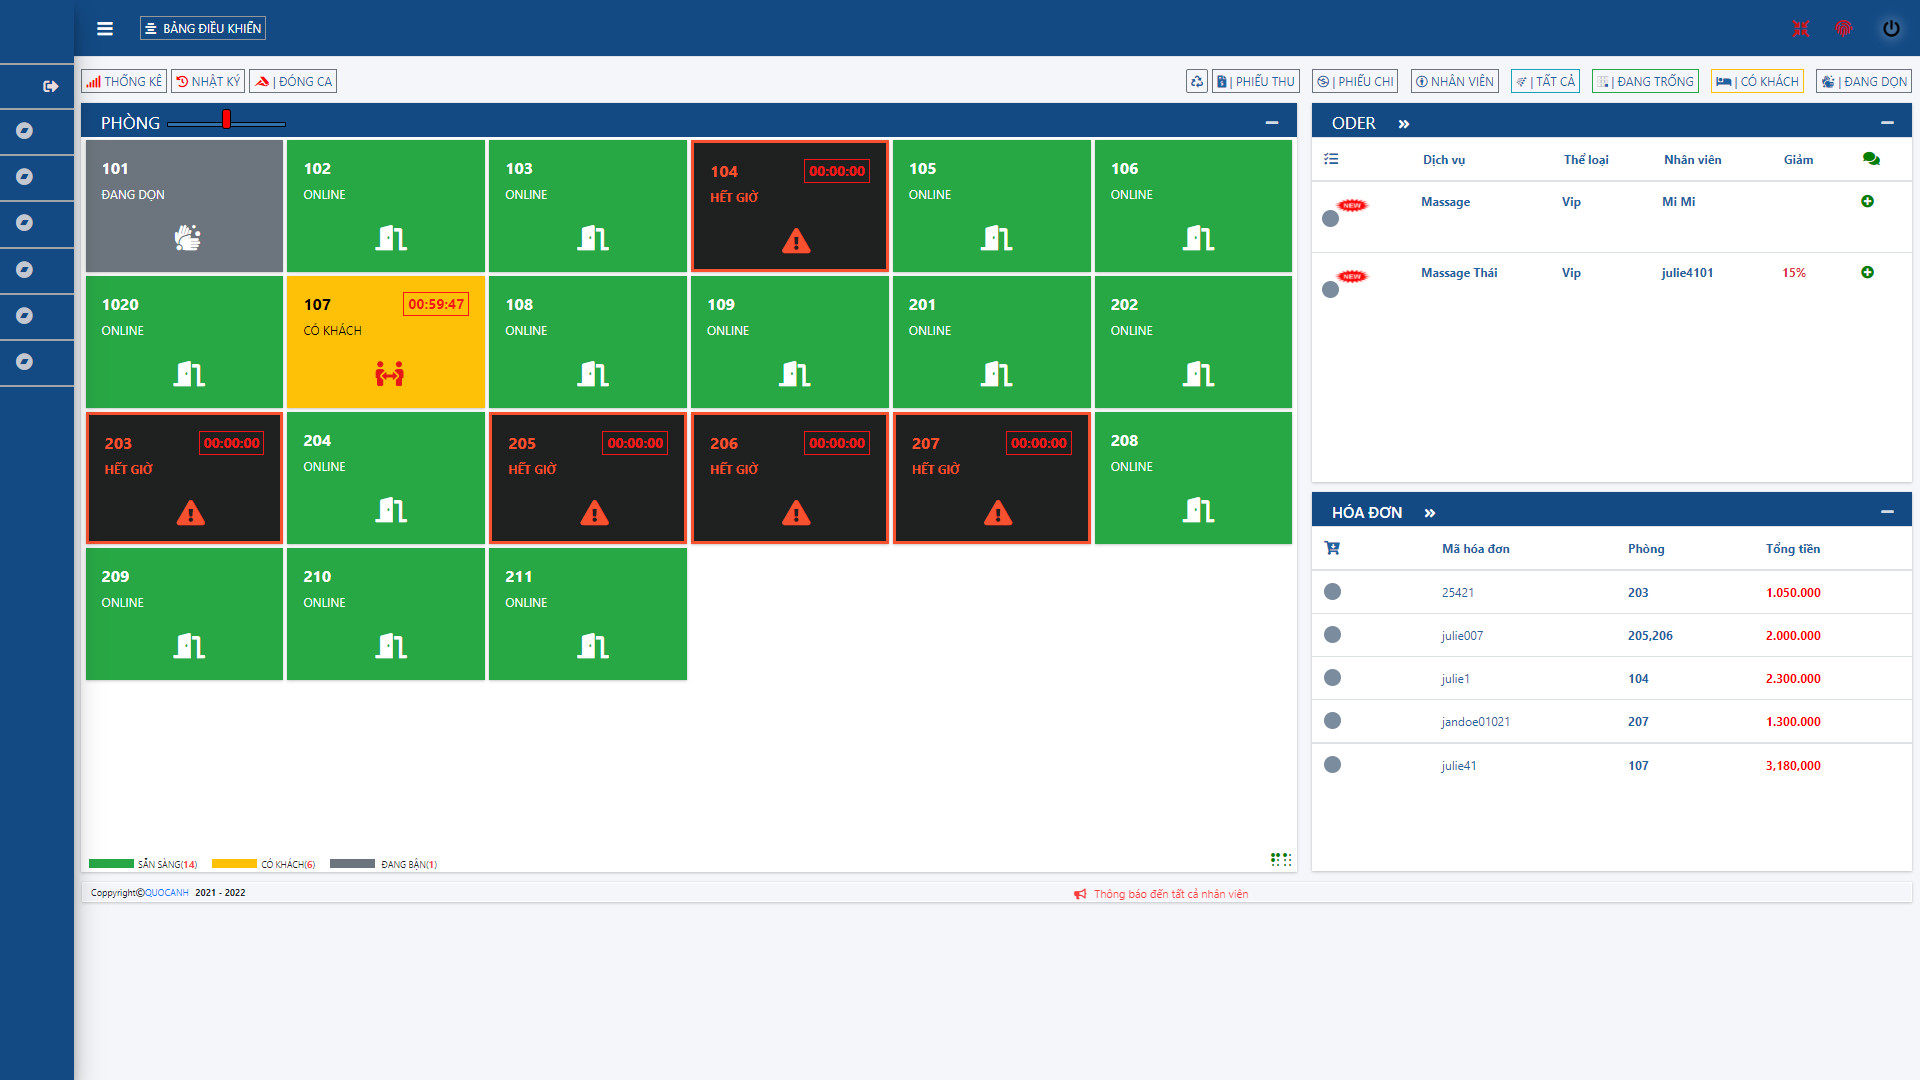 BẢNG ĐIỀU KHIỂN
THỐNG KÊ
NHẬT KÝ
| ĐÓNG CA
| PHIẾU THU
| PHIẾU CHI
NHÂN VIÊN
| TẤT CẢ
| ĐANG TRỐNG
| CÓ KHÁCH
| ĐANG DỌN
PHÒNG
101
ĐANG DỌN
102
ONLINE
103
ONLINE
104 00:00:00
HẾT GIỜ
105
ONLINE
106
ONLINE
1020
ONLINE
107 00:59:47
CÓ KHÁCH
108
ONLINE
109
ONLINE
201
ONLINE
202
ONLINE
203 00:00:00
HẾT GIỜ
204
ONLINE
205 00:00:00
HẾT GIỜ
206 00:00:00
HẾT GIỜ
207 00:00:00
HẾT GIỜ
208
ONLINE
209
ONLINE
210
ONLINE
211
ONLINE
SẴN SÀNG(14) CÓ KHÁCH(6) ĐANG BẬN(1)
ODER »
Dịch vụ Thể loại Nhân viên Giảm
NEW Massage Vip Mi Mi
NEW Massage Thái Vip julie4101 15%
HÓA ĐƠN »
Mã hóa đơn Phòng Tổng tiền
25421 203 1.050.000
julie007 205,206 2.000.000
julie1 104 2.300.000
jandoe01021 207 1.300.000
julie41 107 3,180,000
Coppyright©QUOCANH 2021 - 2022
Thông báo đến tất cả nhân viên